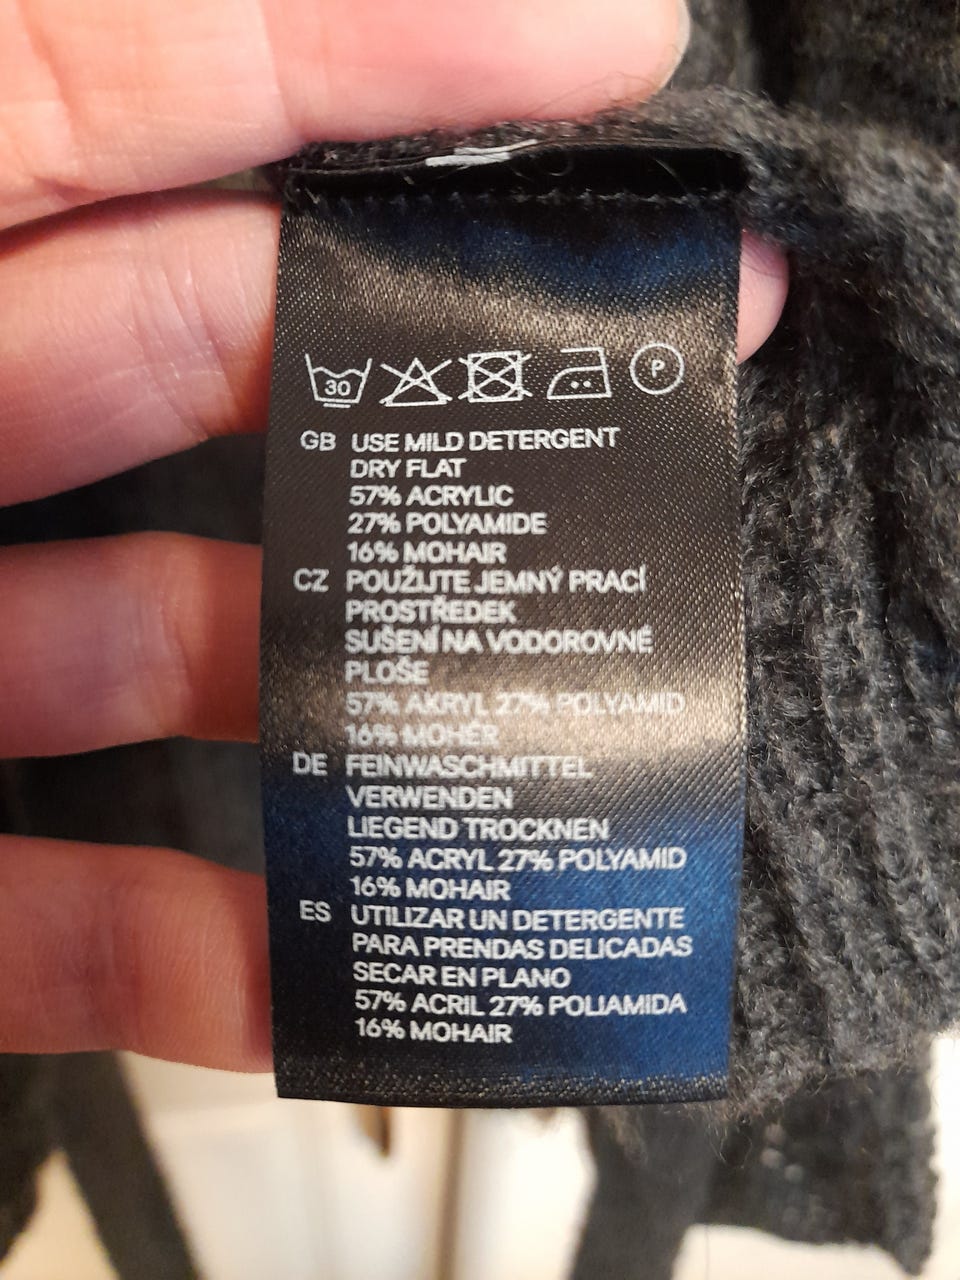 30
P
GB USE MILD DETERGENT
DRY FLAT
57% ACRYLIC
27% POLYAMIDE
16% MOHAIR
CZ POUŽIJTE JEMNÝ PRACÍ
PROSTŘEDEK
SUŠENÍ NA VODOROVNÉ
PLOŠE
57% AKRYL 27% POLYAMID
16% MOHÉR
DE FEINWASCHMITTEL
VERWENDEN
LIEGEND TROCKNEN
57% ACRYL 27% POLYAMID
16% MOHAIR
ES UTILIZAR UN DETERGENTE
PARA PRENDAS DELICADAS
SECAR EN PLANO
57% ACRIL 27% POLIAMIDA
16% MOHAIR